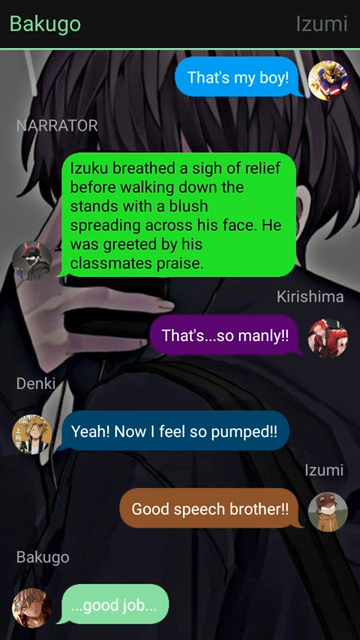 Bakugo Izumi
That's my boy!
NARRATOR
Izuku breathed a sigh of relief
before walking down the
stands with a blush
spreading across his face. He
was greeted by his
classmates praise.
Kirishima
That's...so manly!!
Denki
Yeah! Now I feel so pumped!!
Izumi
Good speech brother!!
Bakugo
...good job...